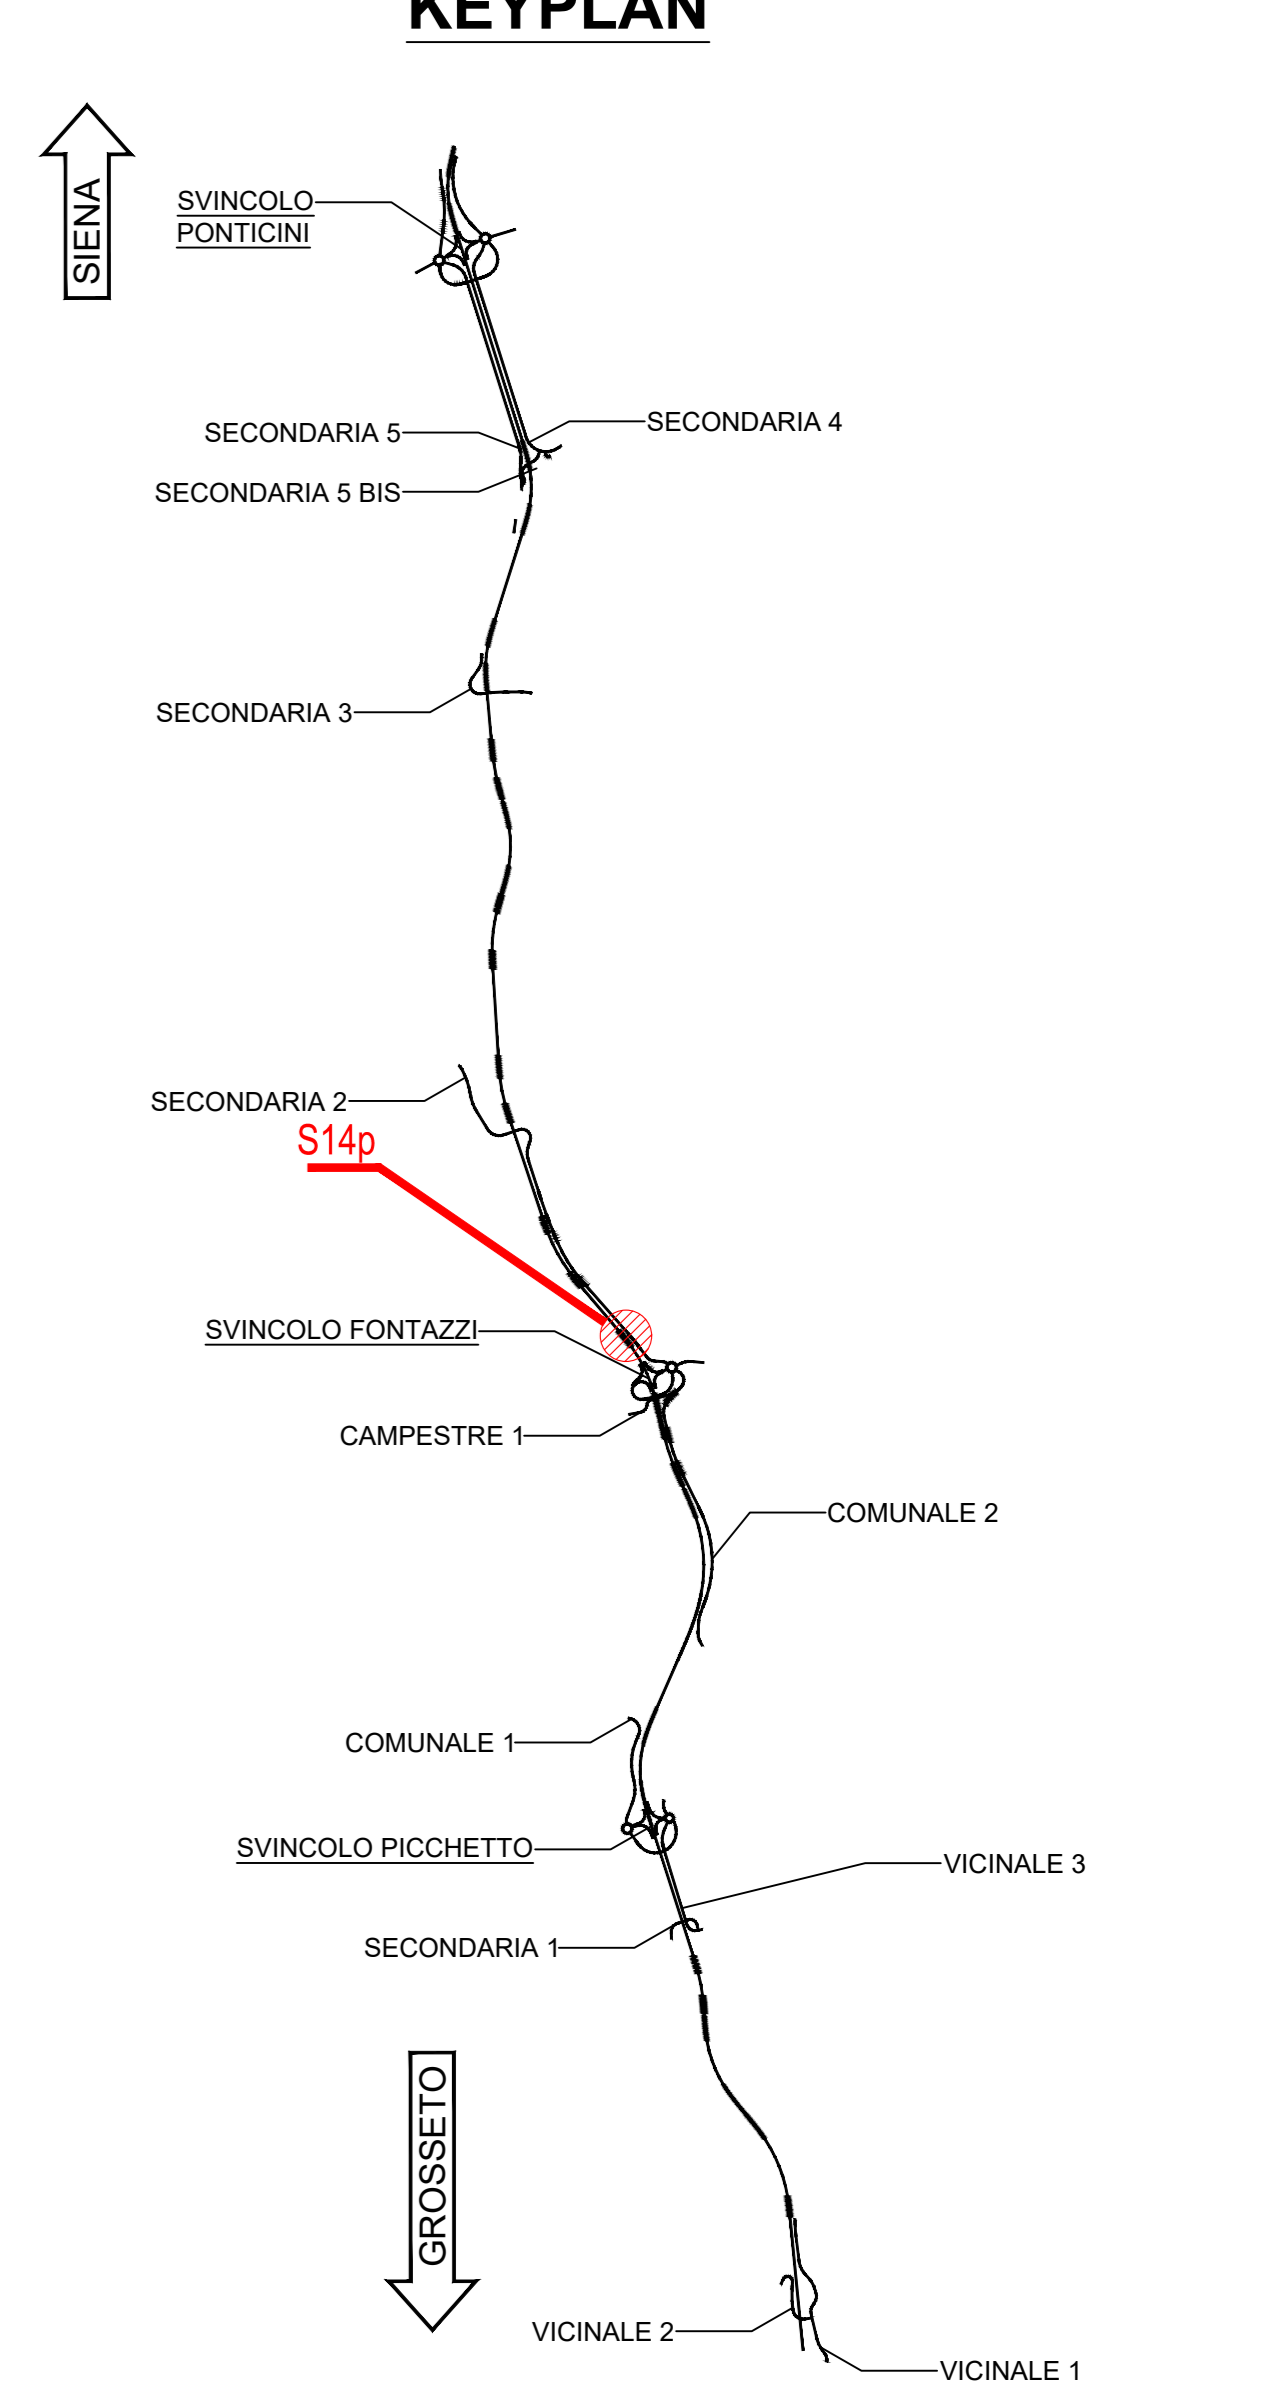 KEYPLAN
SIENA
SVINCOLO
PONTICINI
SECONDARIA 4
SECONDARIA 5
SECONDARIA 5 BIS
SECONDARIA 3
SECONDARIA 2
S14p
SVINCOLO FONTAZZI
CAMPESTRE 1
COMUNALE 2
COMUNALE 1
SVINCOLO PICCHETTO
VICINALE 3
SECONDARIA 1
GROSSETO
VICINALE 2
VICINALE 1